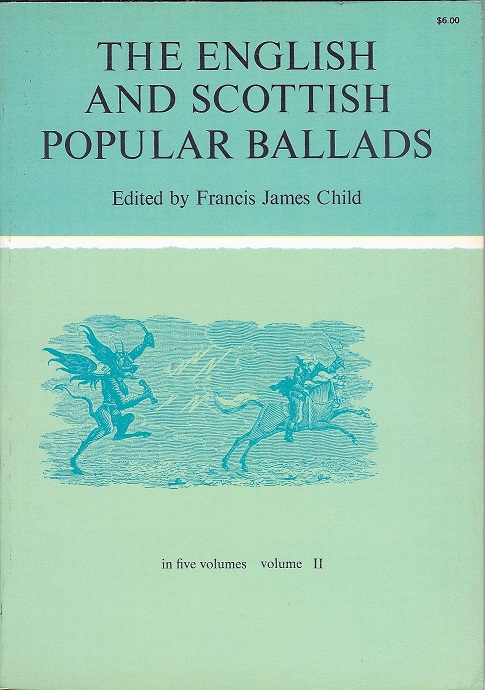 $6.00
THE ENGLISH
AND SCOTTISH
POPULAR BALLADS
Edited by Francis James Child
in five volumes volume II